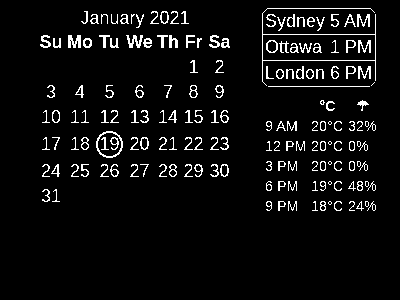 January 2021
Su Mo Tu We Th Fr Sa
1 2
3 4 5 6 7 8 9
10 11 12 13 14 15 16
17 18 19 20 21 22 23
24 25 26 27 28 29 30
31
Sydney 5 AM
Ottawa 1 PM
London 6 PM
°C ☂
9 AM 20°C 32%
12 PM 20°C 0%
3 PM 20°C 0%
6 PM 19°C 48%
9 PM 18°C 24%